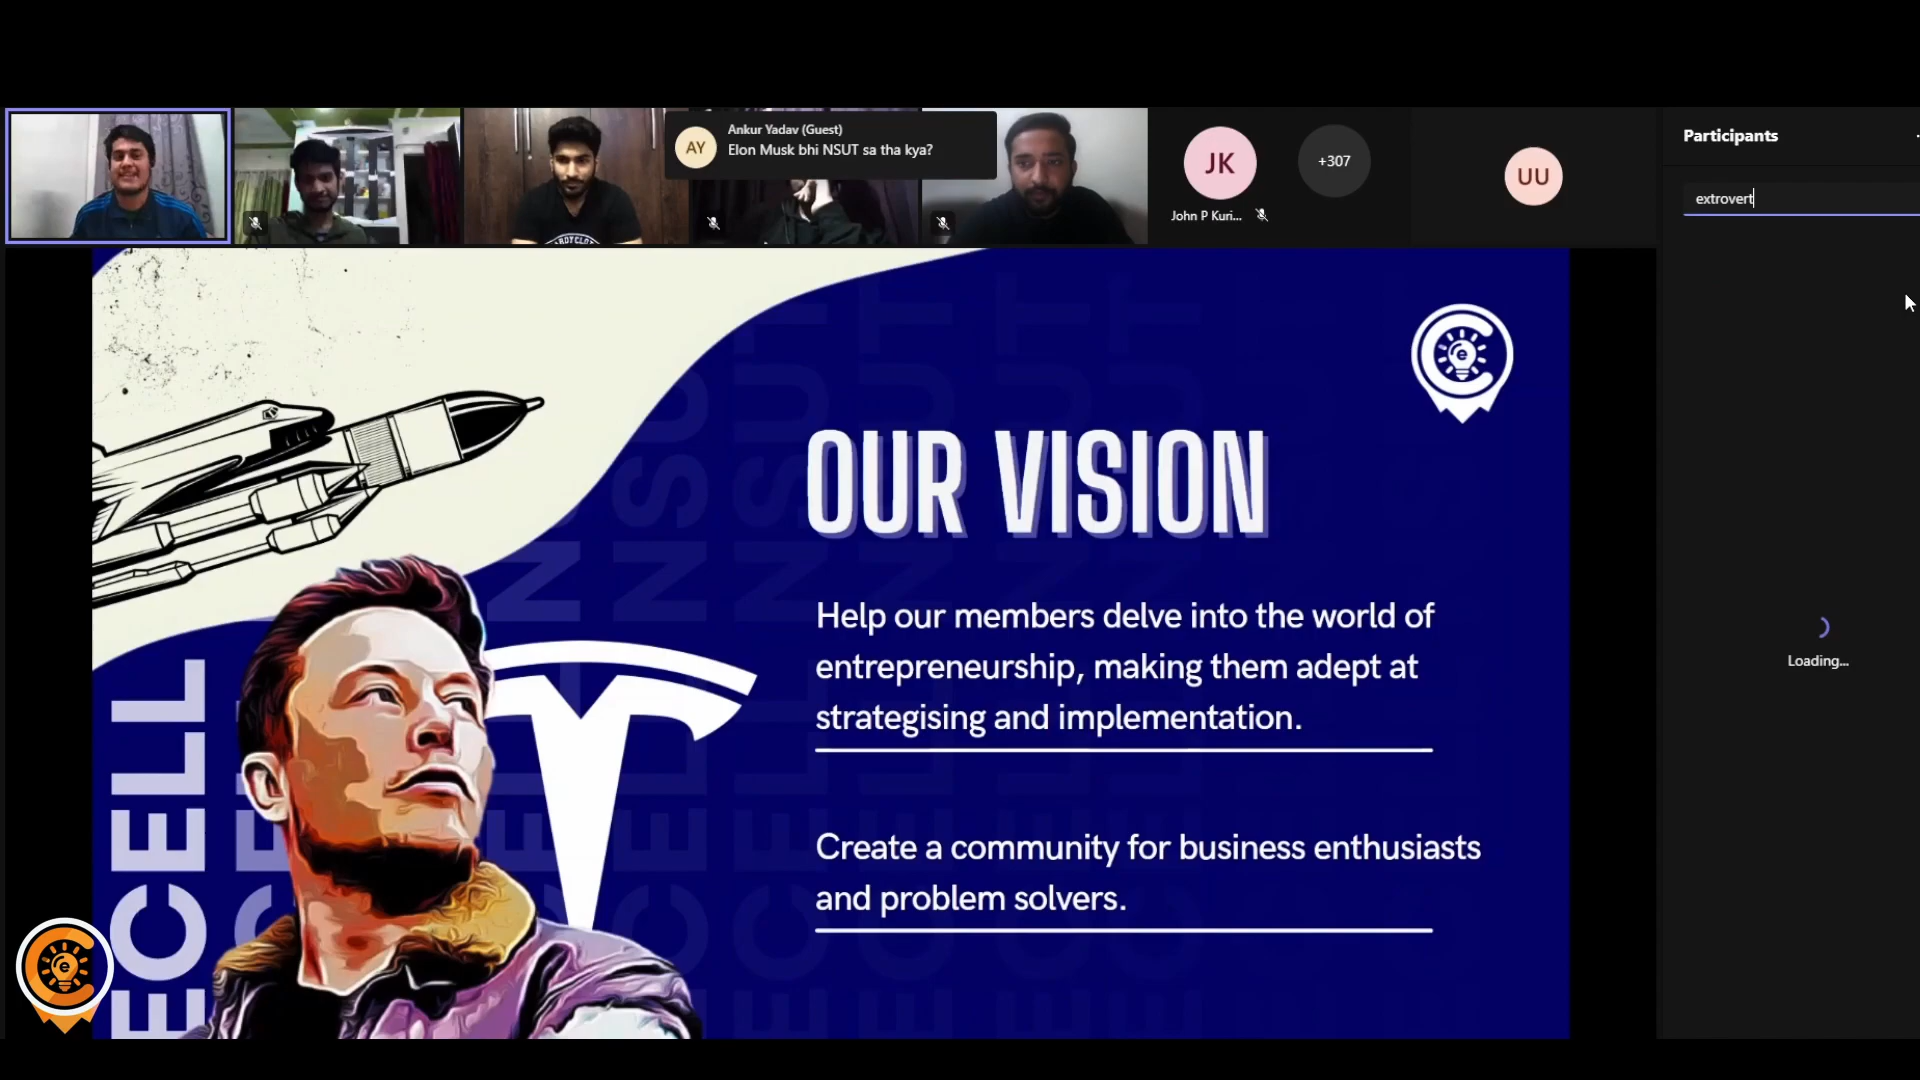 Ankur Yadav (Guest)
AY
Elon Musk bhi NSUT sa tha kya?
JK
John P Kuri...
+307
UU
Participants
extrovert
Loading...
OUR VISION
Help our members delve into the world of
entrepreneurship, making them adept at
strategising and implementation.
Create a community for business enthusiasts
and problem solvers.
ECELL
NSUT
e
e